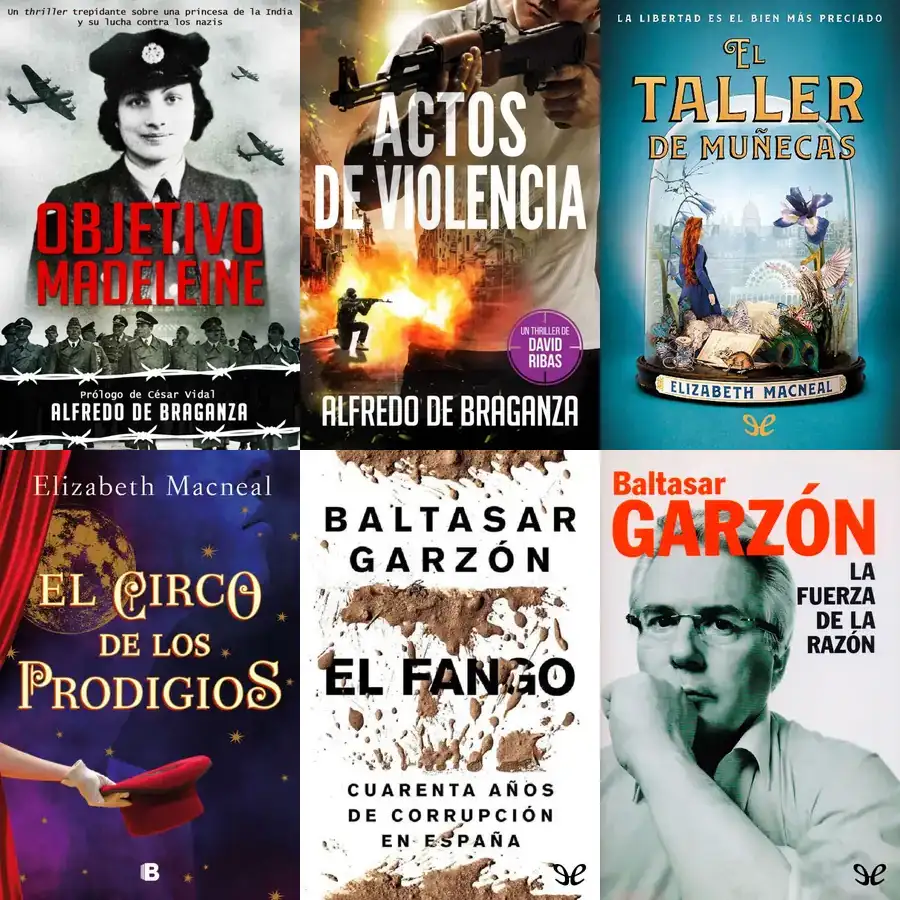 Un thriller trepidante sobre una princesa de la India
y su lucha contra los nazis
OBJETIVO
MADELEINE
Prólogo de César Vidal
ALFREDO DE BRAGANZA
ACTOS
DE VIOLENCIA
UN THRILLER DE
DAVID
RIBAS
ALFREDO DE BRAGANZA
LA LIBERTAD ES EL BIEN MÁS PRECIADO
EL
TALLER
DE MUÑECAS
ELIZABETH MACNEAL
Elizabeth Macneal
EL CIRCO
DE LOS
PRODIGIOS
B
BALTASAR
GARZÓN
EL FANGO
CUARENTA AÑOS
DE CORRUPCIÓN
EN ESPAÑA
Baltasar
GARZÓN
LA
FUERZA
DE LA
RAZÓN